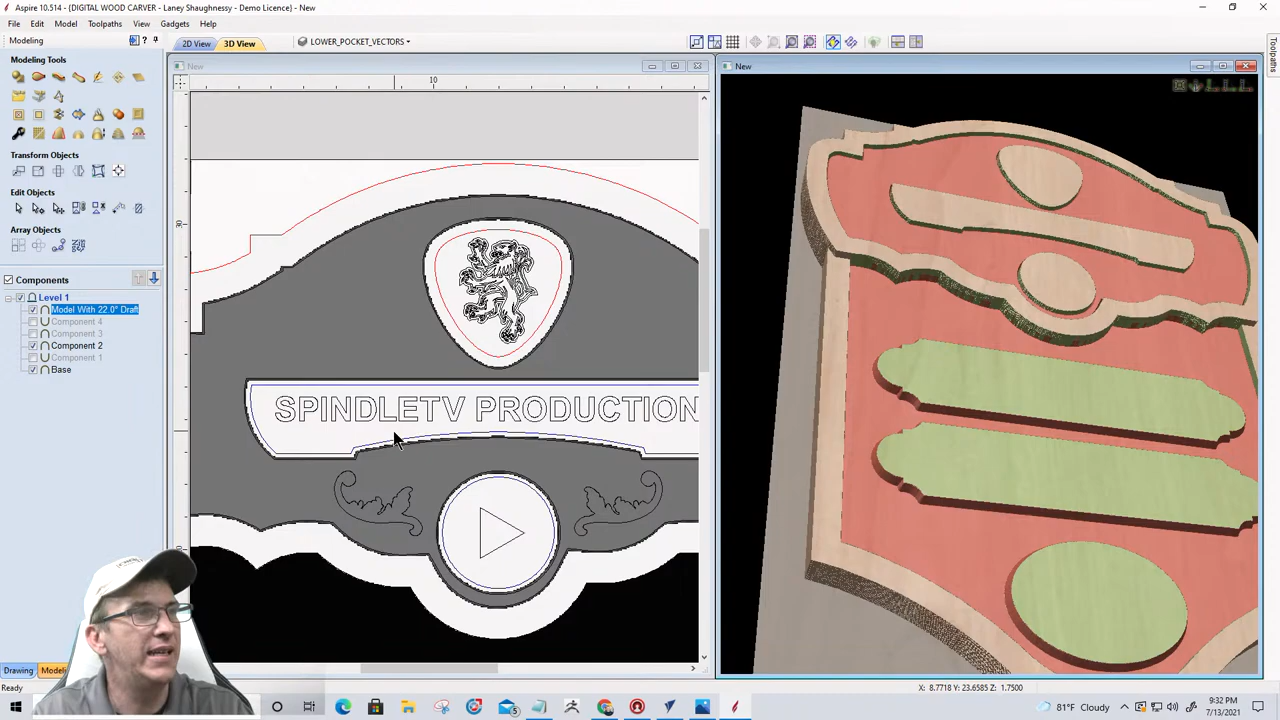 Aspire 10.514 - {DIGITAL WOOD CARVER - Laney Shaughnessy - Demo Licence} - New
File Edit Model Toolpaths View Gadgets Help
Modeling
2D View 3D View LOWER_POCKET_VECTORS
Toolpaths
New
New
Modeling Tools
10
Transform Objects
Edit Objects
Array Objects
Components
Level 1
Model With 22.0° Draft
Component 4
Component 3
Component 2
Component 1
Base
SPINDLETV PRODUCTION
Drawing Modeli
Ready
X: 8.7718 Y: 23.6585 Z: 1.7500
5
81°F Cloudy
9:32 PM
7/13/2021